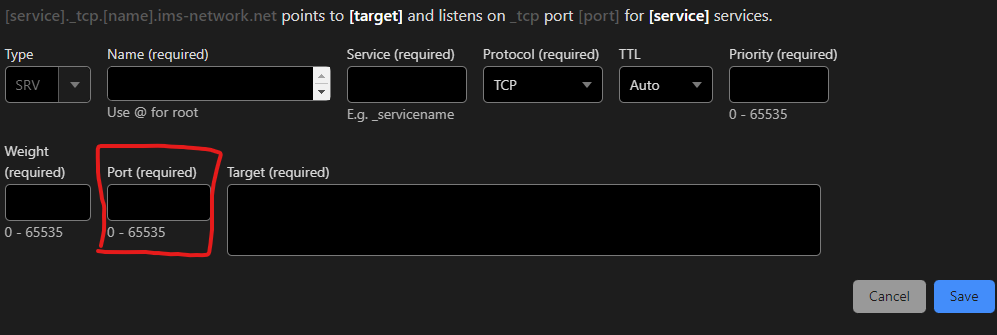 [service]._tcp.[name].ims-network.net points to [target] and listens on _tcp port [port] for [service] services.
Type Name (required) Service (required) Protocol (required) TTL Priority (required)
SRV TCP Auto
Use @ for root E.g. _servicename 0 - 65535
Weight
(required) Port (required) Target (required)
0 - 65535 0 - 65535
Cancel Save